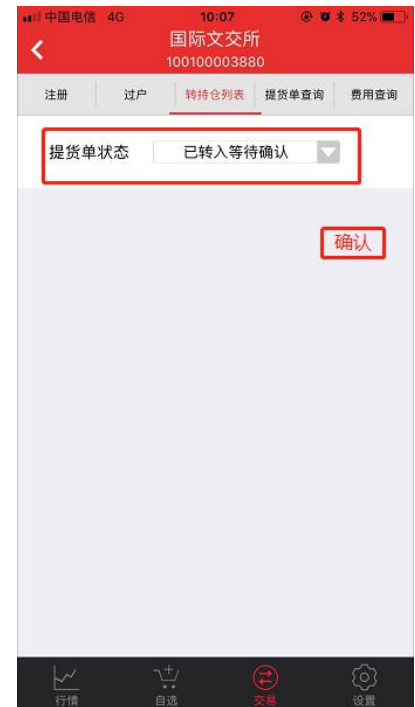 中国电信 4G 10:07 52%
国际文交所
100100003880
注册 过户 转持仓列表 提货单查询 费用查询
提货单状态 已转入等待确认
确认
行情 自选 交易 设置